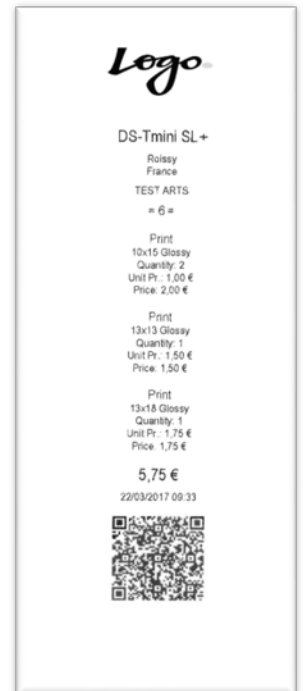 Logo
DS-Tmini SL+
Roissy
France
TEST ARTS
= 6 =
Print
10x15 Glossy
Quantity: 2
Unit Pr.: 1,00 €
Price: 2,00 €
Print
13x13 Glossy
Quantity: 1
Unit Pr.: 1,50 €
Price: 1,50 €
Print
13x18 Glossy
Quantity: 1
Unit Pr.: 1,75 €
Price: 1,75 €
5,75 €
22/03/2017 09:33